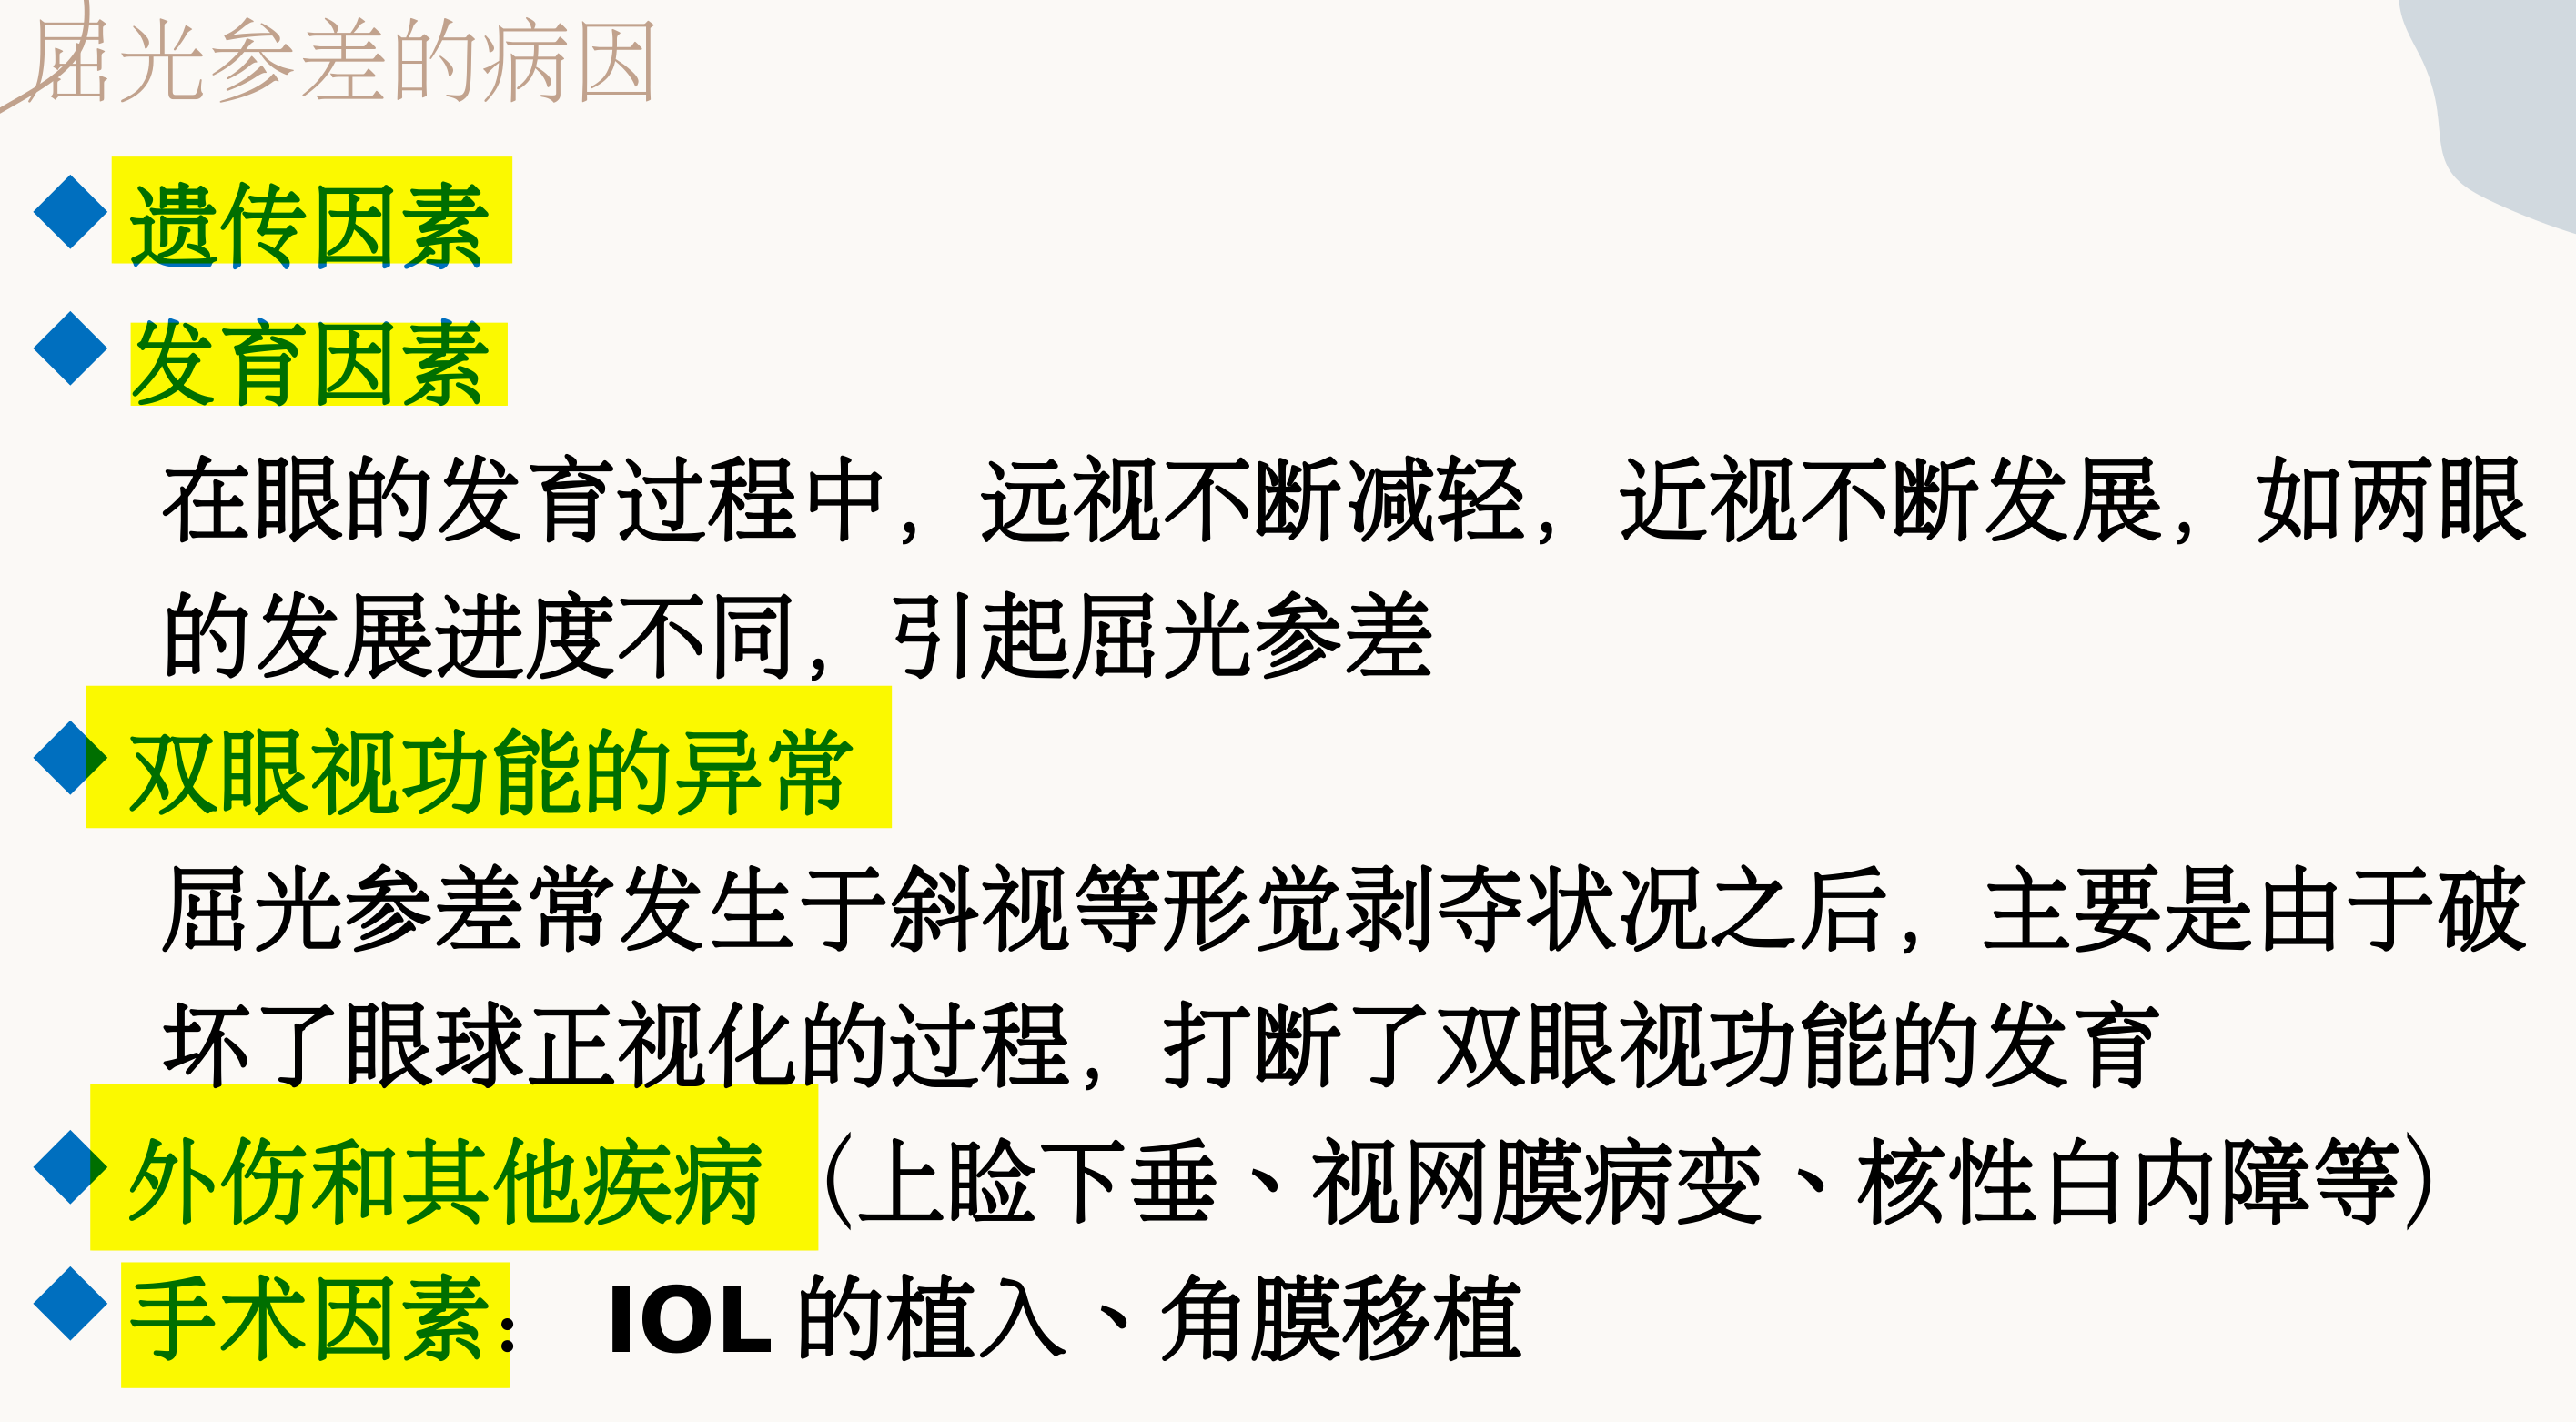 屈光参差的病因
遗传因素
发育因素
在眼的发育过程中，远视不断减轻，近视不断发展，如两眼
的发展进度不同，引起屈光参差
双眼视功能的异常
屈光参差常发生于斜视等形觉剥夺状况之后，主要是由于破
坏了眼球正视化的过程，打断了双眼视功能的发育
外伤和其他疾病（上睑下垂、视网膜病变、核性白内障等）
手术因素： IOL 的植入、角膜移植